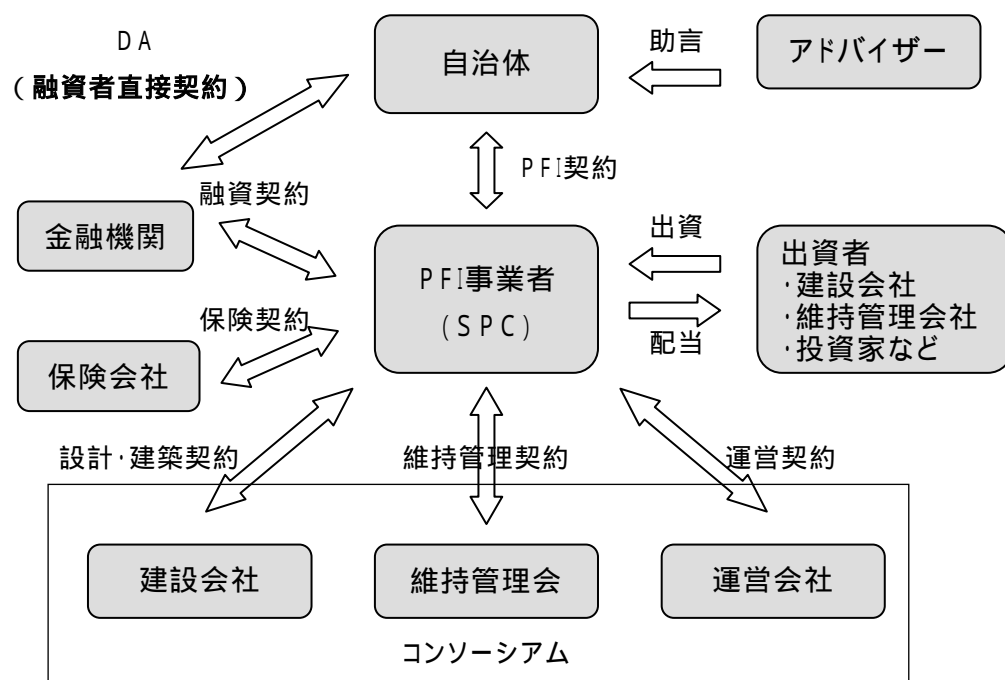 DA
(融資者直接契約)
自治体
助言
アドバイザー
PFI契約
融資契約
金融機関
PFI事業者
(SPC)
出資
配当
出資者
・建設会社
・維持管理会社
・投資家など
保険契約
保険会社
設計・建築契約
維持管理契約
運営契約
建設会社
維持管理会
運営会社
コンソーシアム